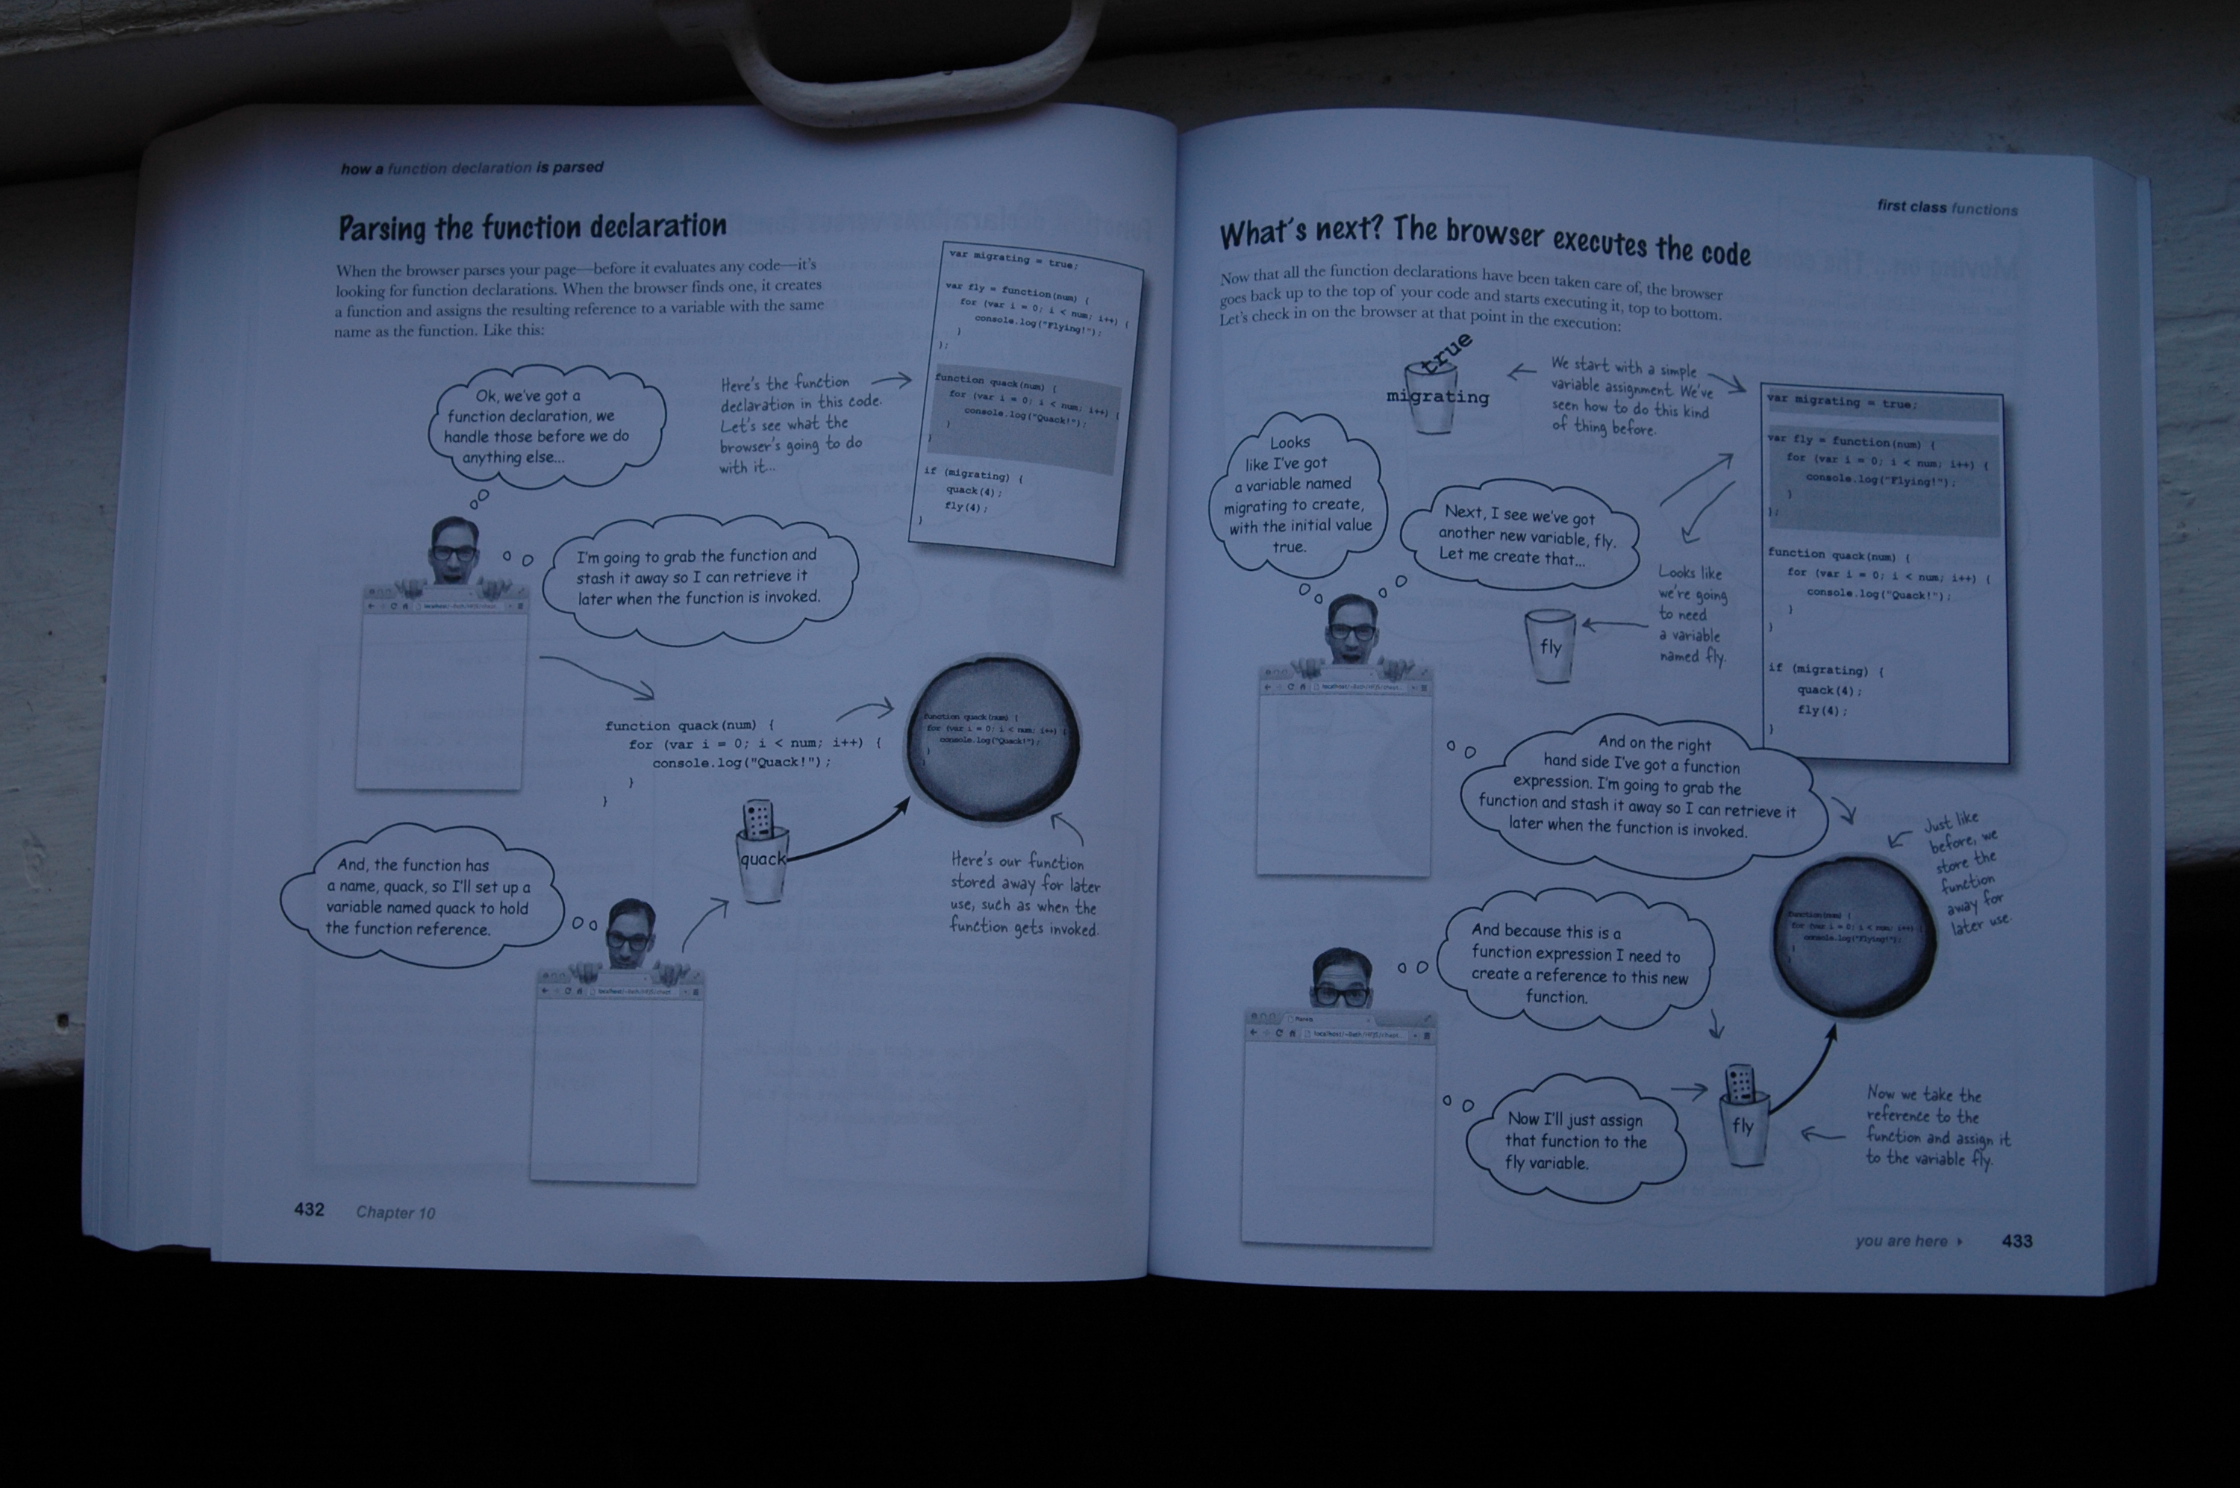 how a function declaration is parsed
Parsing the function declaration
When the browser parses your page—before it evaluates any code—it's
looking for function declarations. When the browser finds one, it creates
a function and assigns the resulting reference to a variable with the same
name as the function. Like this:
var migrating = true;
var fly = function(num) {
for (var i = 0; i < num; i++) {
console.log("Flying!");
}
};
function quack(num) {
for (var i = 0; i < num; i++) {
console.log("Quack!");
}
}
if (migrating) {
quack(4);
fly(4);
}
Ok, we've got a
function declaration, we
handle those before we do
anything else...
Here's the function
declaration in this code.
Let's see what the
browser's going to do
with it...
I'm going to grab the function and
stash it away so I can retrieve it
later when the function is invoked.
function quack(num) {
for (var i = 0; i < num; i++) {
console.log("Quack!");
}
}
function quack(num) {
for (var i = 0; i < num; i++) {
console.log("Quack!");
}
}
quack
And, the function has
a name, quack, so I'll set up a
variable named quack to hold
the function reference.
Here's our function
stored away for later
use, such as when the
function gets invoked.
432 Chapter 10
first class functions
What's next? The browser executes the code
Now that all the function declarations have been taken care of, the browser
goes back up to the top of your code and starts executing it, top to bottom.
Let's check in on the browser at that point in the execution:
true
migrating
We start with a simple
variable assignment. We've
seen how to do this kind
of thing before.
var migrating = true;
var fly = function(num) {
for (var i = 0; i < num; i++) {
console.log("Flying!");
}
};
function quack(num) {
for (var i = 0; i < num; i++) {
console.log("Quack!");
}
}
if (migrating) {
quack(4);
fly(4);
}
Looks
like I've got
a variable named
migrating to create,
with the initial value
true.
Next, I see we've got
another new variable, fly.
Let me create that...
fly
Looks like
we're going
to need
a variable
named fly.
And on the right
hand side I've got a function
expression. I'm going to grab the
function and stash it away so I can retrieve it
later when the function is invoked.
Just like
before, we
store the
function
away for
later use.
function(num) {
for (var i = 0; i < num; i++) {
console.log("Flying!");
}
}
And because this is a
function expression I need to
create a reference to this new
function.
Now I'll just assign
that function to the
fly variable.
fly
Now we take the
reference to the
function and assign it
to the variable fly.
you are here 433